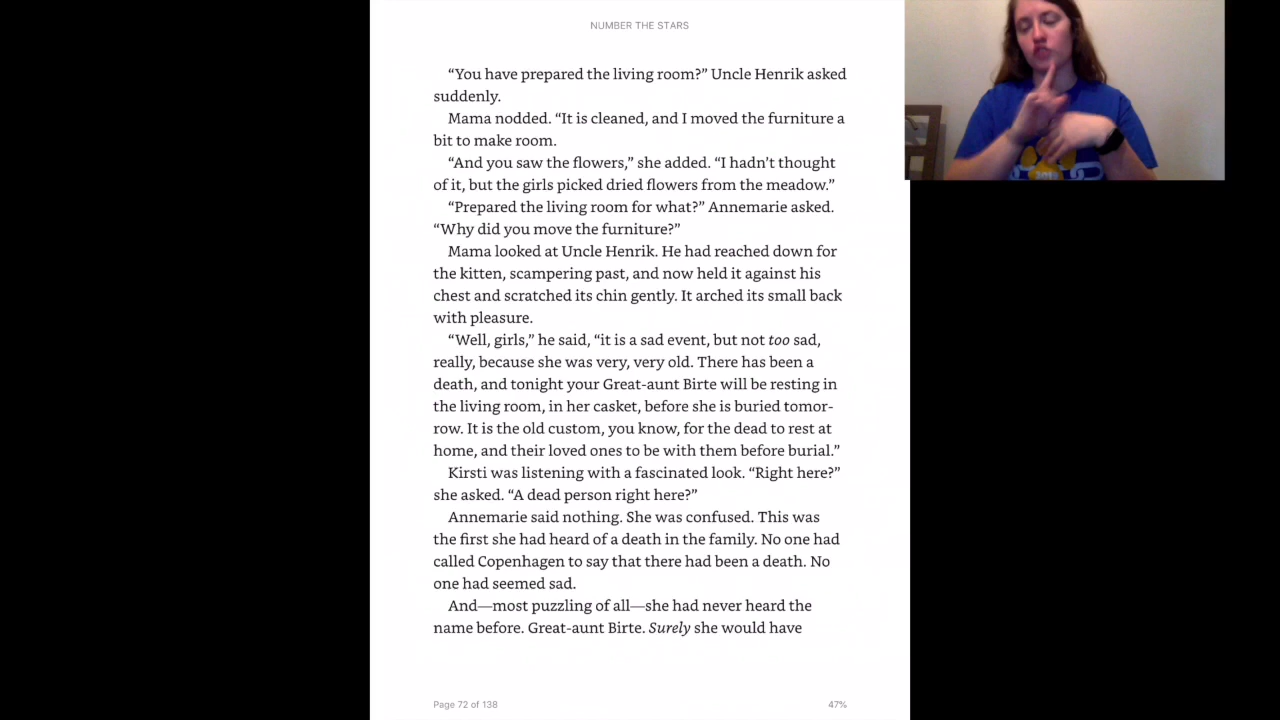 NUMBER THE STARS
“You have prepared the living room?” Uncle Henrik asked
suddenly.
Mama nodded. “It is cleaned, and I moved the furniture a
bit to make room.
“And you saw the flowers,” she added. “I hadn’t thought
of it, but the girls picked dried flowers from the meadow.”
“Prepared the living room for what?” Annemarie asked.
“Why did you move the furniture?”
Mama looked at Uncle Henrik. He had reached down for
the kitten, scampering past, and now held it against his
chest and scratched its chin gently. It arched its small back
with pleasure.
“Well, girls,” he said, “it is a sad event, but not too sad,
really, because she was very, very old. There has been a
death, and tonight your Great-aunt Birte will be resting in
the living room, in her casket, before she is buried tomor-
row. It is the old custom, you know, for the dead to rest at
home, and their loved ones to be with them before burial.”
Kirsti was listening with a fascinated look. “Right here?”
she asked. “A dead person right here?”
Annemarie said nothing. She was confused. This was
the first she had heard of a death in the family. No one had
called Copenhagen to say that there had been a death. No
one had seemed sad.
And—most puzzling of all—she had never heard the
name before. Great-aunt Birte. Surely she would have
Page 72 of 138
47%